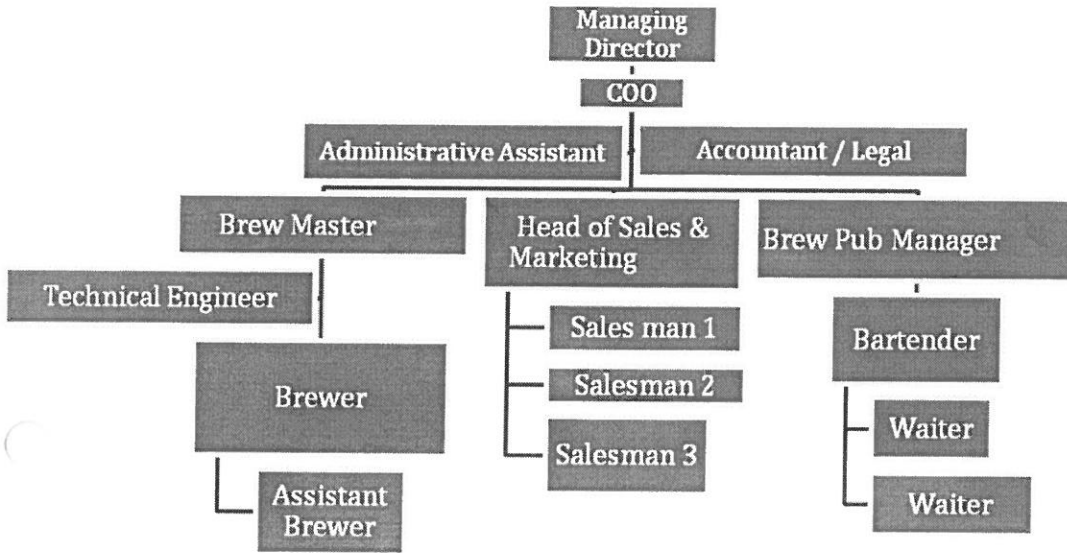 Managing
Director
COO
Administrative Assistant
Accountant / Legal
Brew Master
Head of Sales &
Marketing
Brew Pub Manager
Technical Engineer
Sales man 1
Bartender
Brewer
Salesman 2
Waiter
Salesman 3
Assistant
Brewer
Waiter